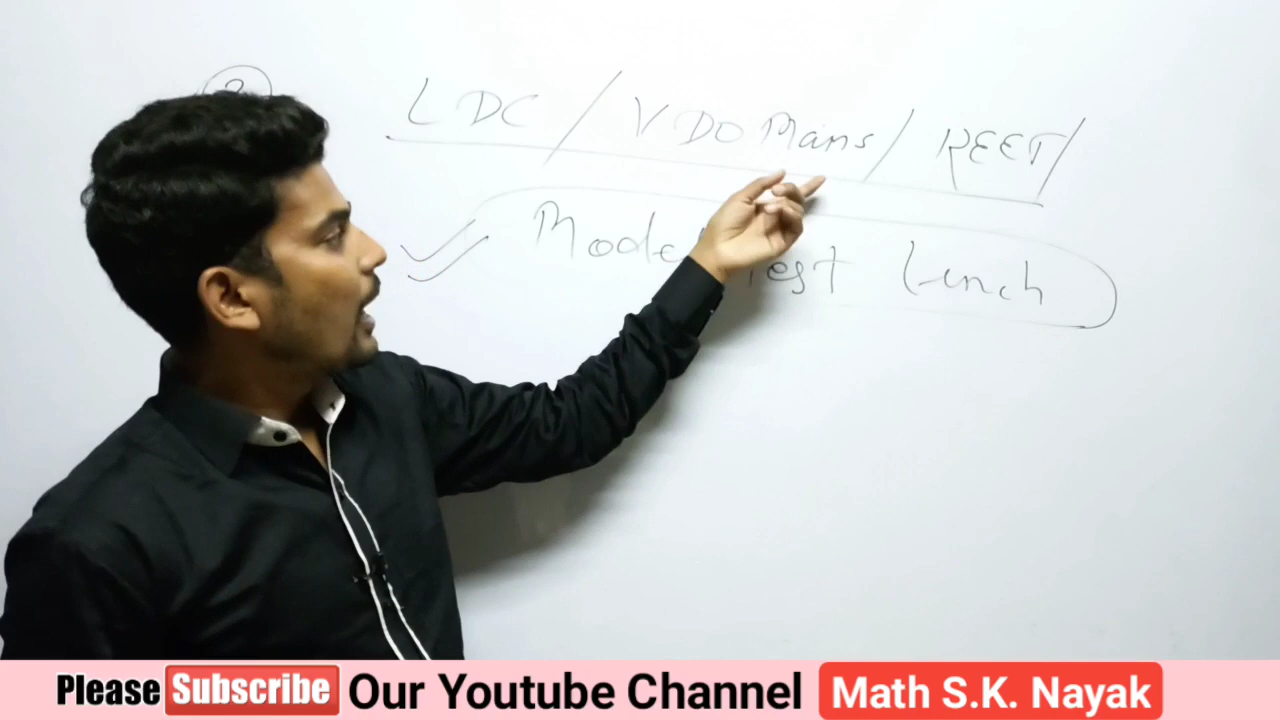 LDC / VDO Mans / REET /
Model Test Lunch
Please Subscribe Our Youtube Channel Math S.K. Nayak